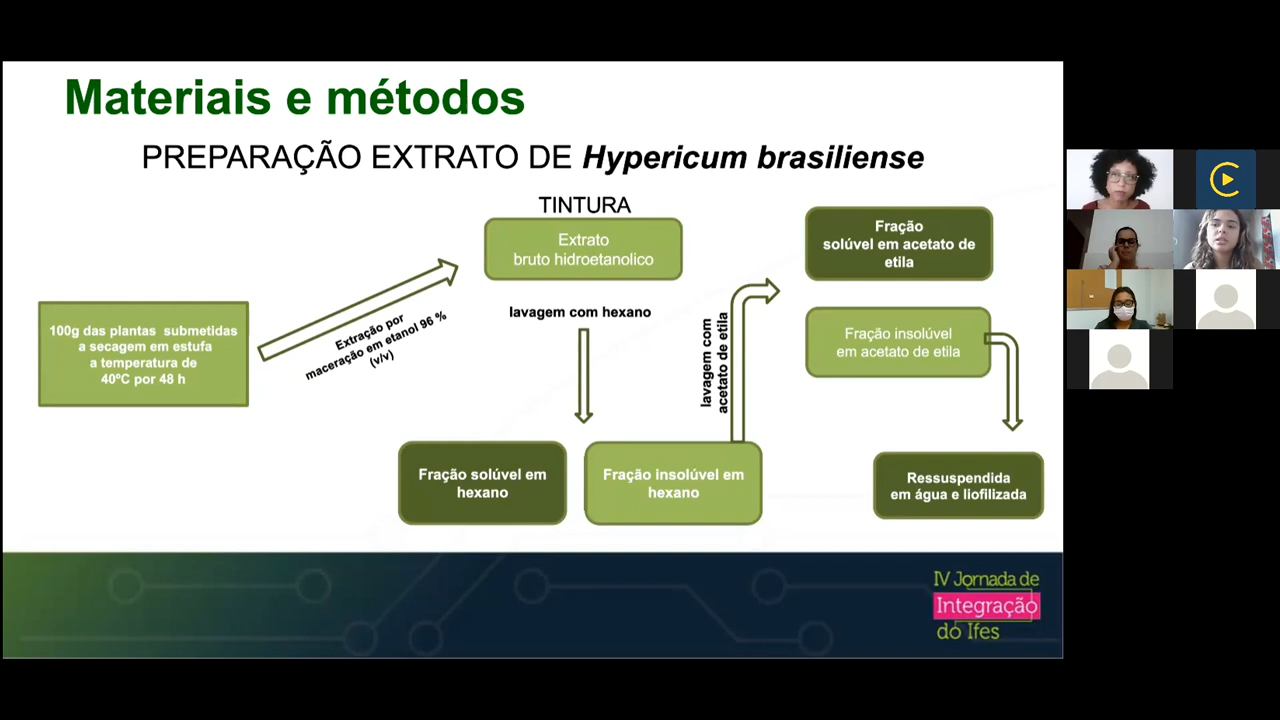 Materiais e métodos
PREPARAÇÃO EXTRATO DE Hypericum brasiliense
TINTURA
Extrato
bruto hidroetanolico
Fração
solúvel em acetato de
etila
100g das plantas submetidas
a secagem em estufa
a temperatura de
40ºC por 48 h
Extração por
maceração em etanol 96 %
(v/v)
lavagem com hexano
lavagem com
acetato de etila
Fração insolúvel
em acetato de etila
Fração solúvel em
hexano
Fração insolúvel em
hexano
Ressuspendida
em água e liofilizada
IV Jornada de
Integração
do Ifes